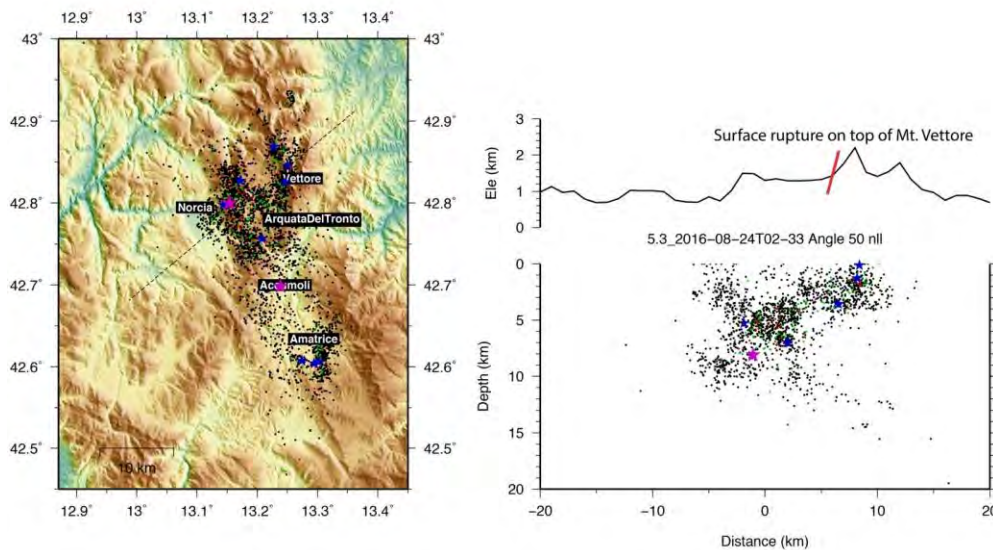 12.9˚ 13˚ 13.1˚ 13.2˚ 13.3˚ 13.4˚
43˚ 43˚
42.9˚ 42.9˚
42.8˚ 42.8˚
42.7˚ 42.7˚
42.6˚ 42.6˚
42.5˚ 42.5˚
Vettore
Norcia
ArquataDelTronto
Amatrice
10 km
12.9˚ 13˚ 13.1˚ 13.2˚ 13.3˚ 13.4˚
3
2
1
0
Ele (km)
Surface rupture on top of Mt. Vettore
5.3_2016−08−24T02−33 Angle 50 nll
0
5
10
15
20
Depth (km)
−20 −10 0 10 20
Distance (km)